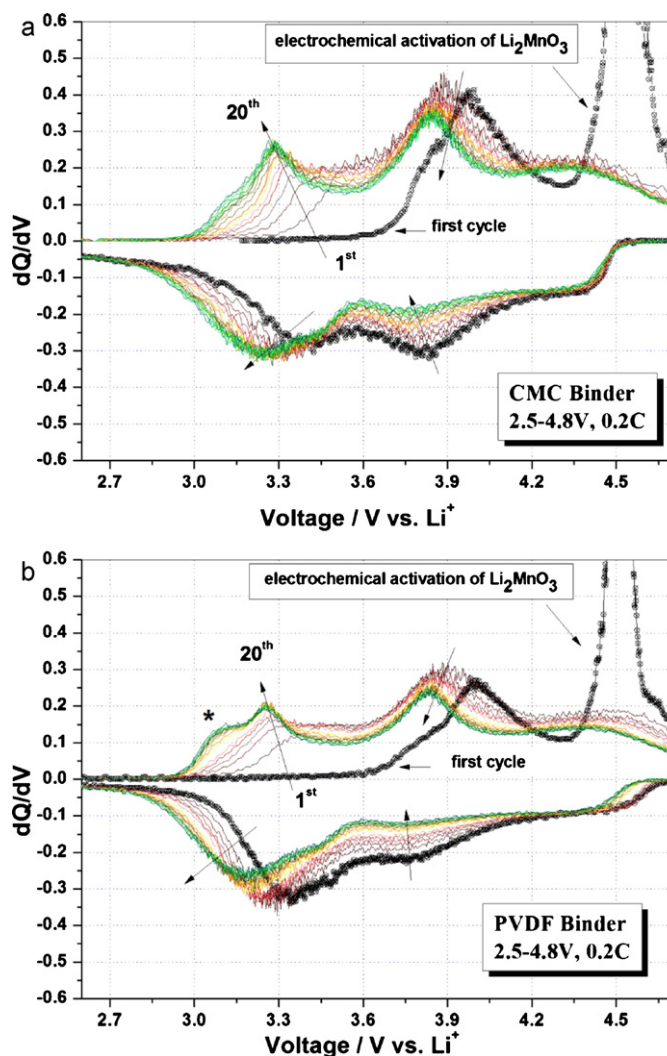 a
electrochemical activation of Li₂MnO₃
20ᵗʰ
first cycle
1ˢᵗ
dQ/dV
0.6
0.5
0.4
0.3
0.2
0.1
0.0
-0.1
-0.2
-0.3
-0.4
-0.5
-0.6
CMC Binder
2.5-4.8V, 0.2C
2.7 3.0 3.3 3.6 3.9 4.2 4.5
Voltage / V vs. Li⁺
b
electrochemical activation of Li₂MnO₃
20ᵗʰ
*
first cycle
1ˢᵗ
dQ/dV
0.6
0.5
0.4
0.3
0.2
0.1
0.0
-0.1
-0.2
-0.3
-0.4
-0.5
-0.6
PVDF Binder
2.5-4.8V, 0.2C
2.7 3.0 3.3 3.6 3.9 4.2 4.5
Voltage / V vs. Li⁺